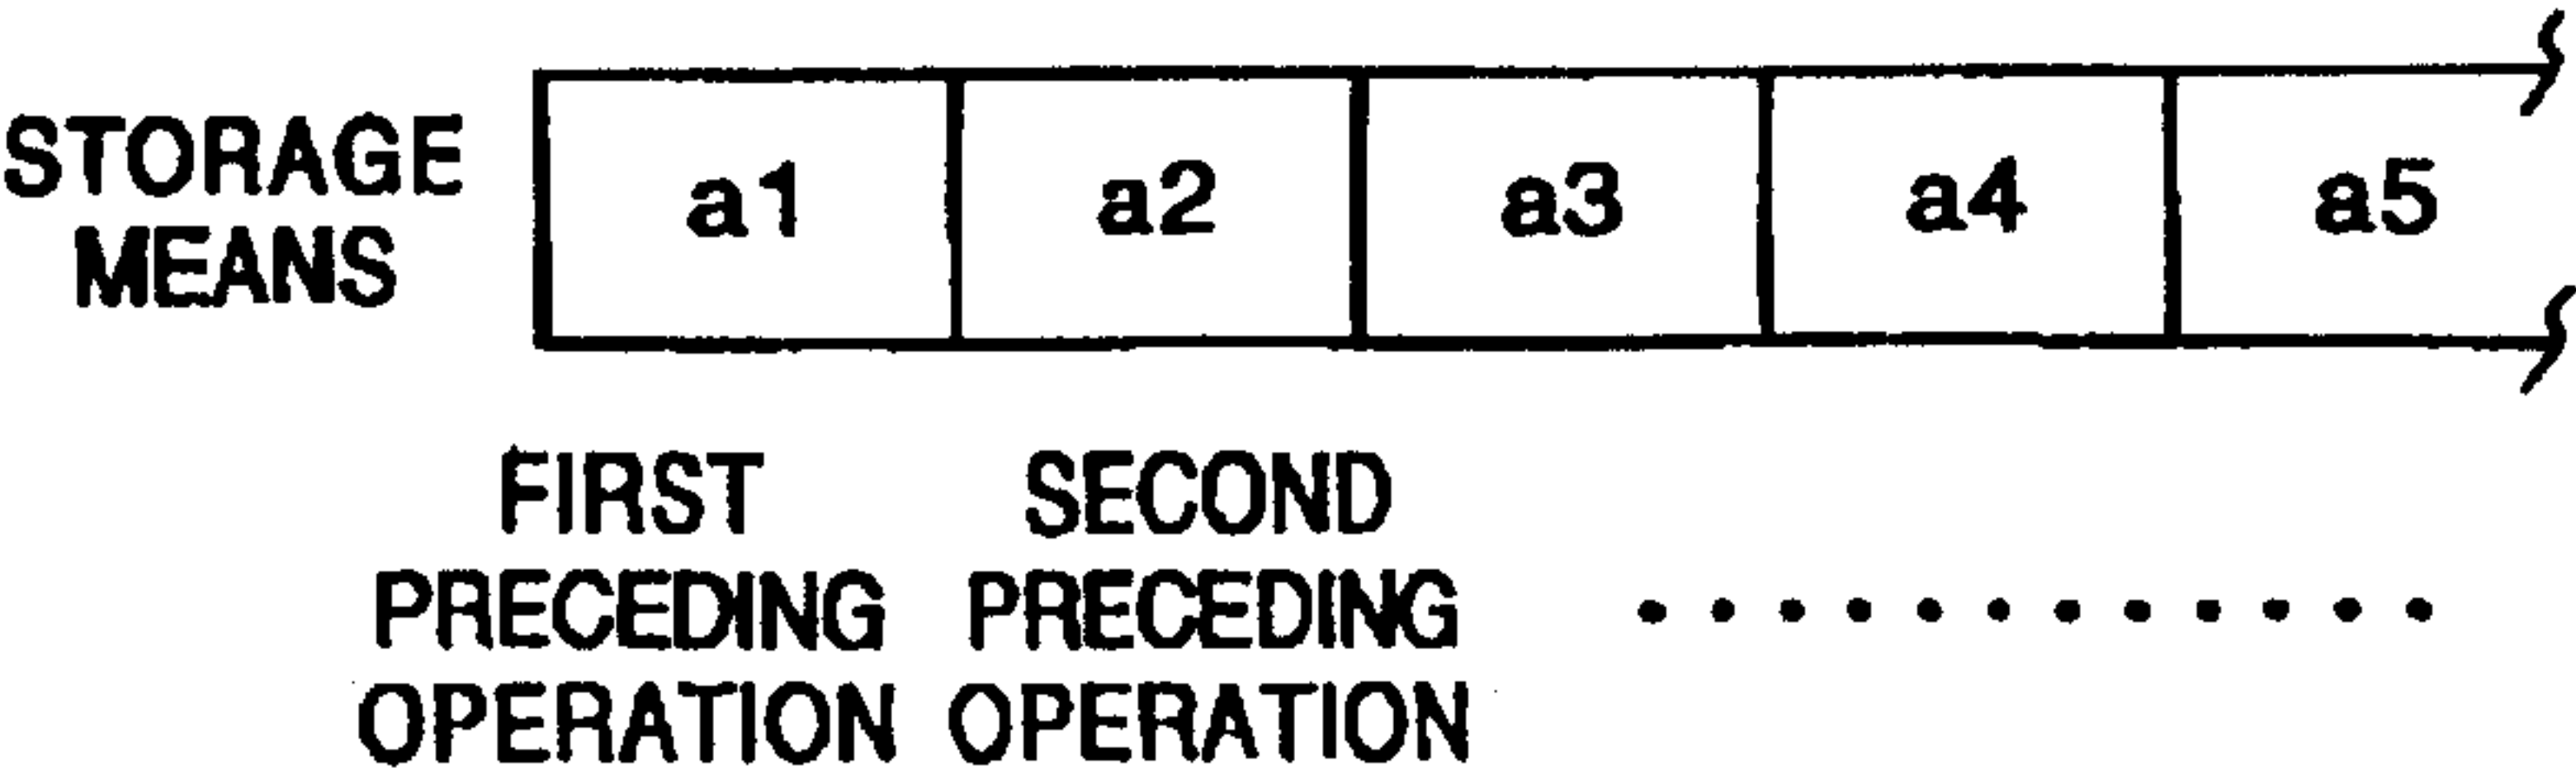 STORAGE
MEANS
a1 a2 a3 a4 a5
FIRST SECOND
PRECEDING PRECEDING
OPERATION OPERATION
............